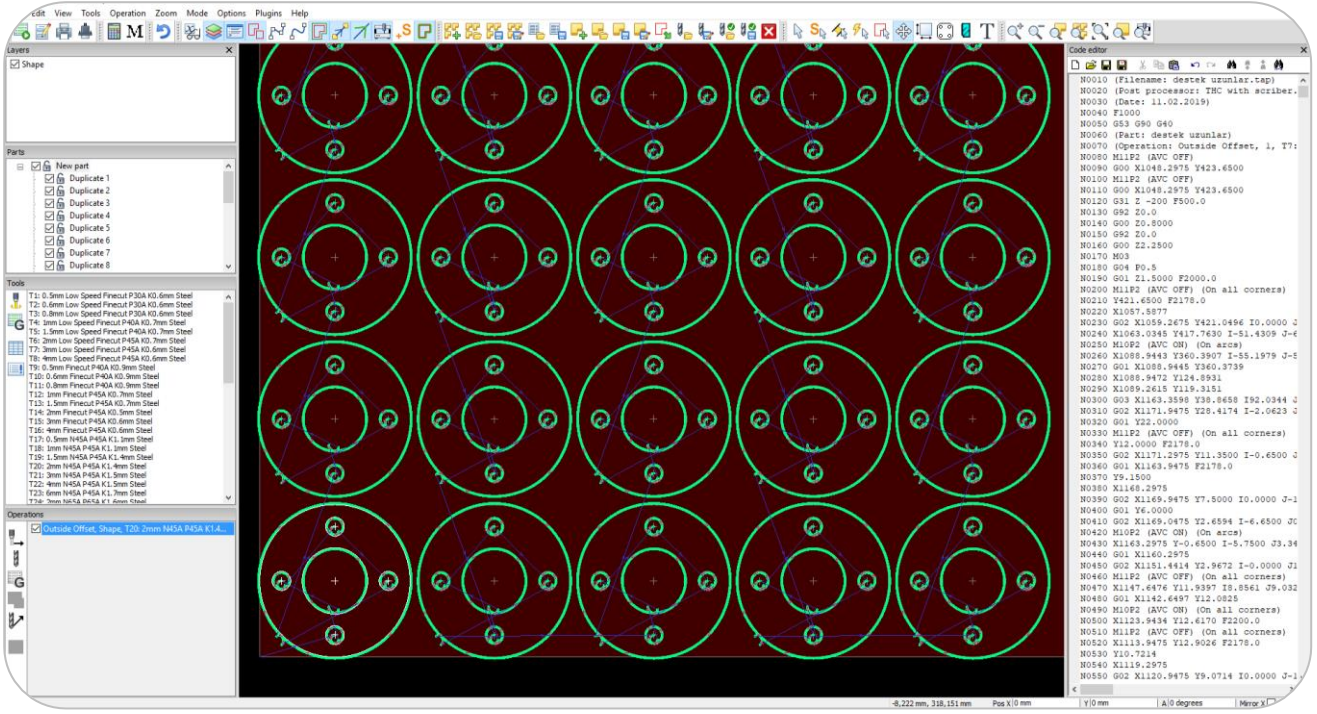 Edit View Tools Operation Zoom Mode Options Plugins Help
Layers
Shape
Parts
New part
Duplicate 1
Duplicate 2
Duplicate 3
Duplicate 4
Duplicate 5
Duplicate 6
Duplicate 7
Duplicate 8
Tools
T1: 0.5mm Low Speed Finecut P30A K0.6mm Steel
T2: 0.6mm Low Speed Finecut P30A K0.6mm Steel
T3: 0.8mm Low Speed Finecut P30A K0.6mm Steel
T4: 1mm Low Speed Finecut P40A K0.7mm Steel
T5: 1.5mm Low Speed Finecut P40A K0.7mm Steel
T6: 2mm Low Speed Finecut P45A K0.7mm Steel
T7: 3mm Low Speed Finecut P45A K0.6mm Steel
T8: 4mm Low Speed Finecut P45A K0.6mm Steel
T9: 0.5mm Finecut P40A K0.9mm Steel
T10: 0.6mm Finecut P40A K0.9mm Steel
T11: 0.8mm Finecut P40A K0.9mm Steel
T12: 1mm Finecut P45A K0.7mm Steel
T13: 1.5mm Finecut P45A K0.7mm Steel
T14: 2mm Finecut P45A K0.5mm Steel
T15: 3mm Finecut P45A K0.6mm Steel
T16: 4mm Finecut P45A K0.6mm Steel
T17: 0.5mm N45A P45A K1.1mm Steel
T18: 1mm N45A P45A K1.1mm Steel
T19: 1.5mm N45A P45A K1.4mm Steel
T20: 2mm N45A P45A K1.4mm Steel
T21: 3mm N45A P45A K1.5mm Steel
T22: 4mm N45A P45A K1.5mm Steel
T23: 6mm N45A P45A K1.7mm Steel
T24: 2mm N65A P65A K1.6mm Steel
Operations
Outside Offset, Shape, T20: 2mm N45A P45A K1.4...
Code editor
N0010 (Filename: destek uzunlar.tap)
N0020 (Post processor: THC with scriber.
N0030 (Date: 11.02.2019)
N0040 F1000
N0050 G53 G90 G40
N0060 (Part: destek uzunlar)
N0070 (Operation: Outside Offset, 1, T7:
N0080 M11P2 (AVC OFF)
N0090 G00 X1048.2975 Y423.6500
N0100 M11P2 (AVC OFF)
N0110 G00 X1048.2975 Y423.6500
N0120 G31 Z -200 F500.0
N0130 G92 Z0.0
N0140 G00 Z0.8000
N0150 G92 Z0.0
N0160 G00 Z2.2500
N0170 M03
N0180 G04 P0.5
N0190 G01 Z1.5000 F2000.0
N0200 M11P2 (AVC OFF) (On all corners)
N0210 Y421.6500 F2178.0
N0220 X1057.5877
N0230 G02 X1059.2675 Y421.0496 I0.0000 J
N0240 X1063.0345 Y417.7630 I-51.4309 J-6
N0250 M10P2 (AVC ON) (On arcs)
N0260 X1088.9443 Y360.3907 I-55.1979 J-5
N0270 G01 X1088.9445 Y360.3739
N0280 X1088.9472 Y124.8931
N0290 X1089.2615 Y119.3151
N0300 G03 X1163.3598 Y38.8658 I92.0344 J
N0310 G02 X1171.9475 Y28.4174 I-2.0623 J
N0320 G01 Y22.0000
N0330 M11P2 (AVC OFF) (On all corners)
N0340 Y12.0000 F2178.0
N0350 G02 X1171.2975 Y11.3500 I-0.6500 J
N0360 G01 X1163.9475 F2178.0
N0370 Y9.1500
N0380 X1168.2975
N0390 G02 X1169.9475 Y7.5000 I0.0000 J-1
N0400 G01 Y6.0000
N0410 G02 X1169.0475 Y2.6594 I-6.6500 J0
N0420 M10P2 (AVC ON) (On arcs)
N0430 X1163.2975 Y-0.6500 I-5.7500 J3.34
N0440 G01 X1160.2975
N0450 G02 X1151.4414 Y2.9672 I-0.0000 J1
N0460 M11P2 (AVC OFF) (On all corners)
N0470 X1147.6476 Y11.9397 I8.8561 J9.032
N0480 G01 X1142.6497 Y12.0825
N0490 M10P2 (AVC ON) (On all corners)
N0500 X1123.9434 Y12.6170 F2200.0
N0510 M11P2 (AVC OFF) (On all corners)
N0520 X1113.9475 Y12.9026 F2178.0
N0530 Y10.7214
N0540 X1119.2975
N0550 G02 X1120.9475 Y9.0714 I0.0000 J-1.
-8,222 mm, 318,151 mm Pos X 0 mm Y 0 mm A 0 degrees Mirror X